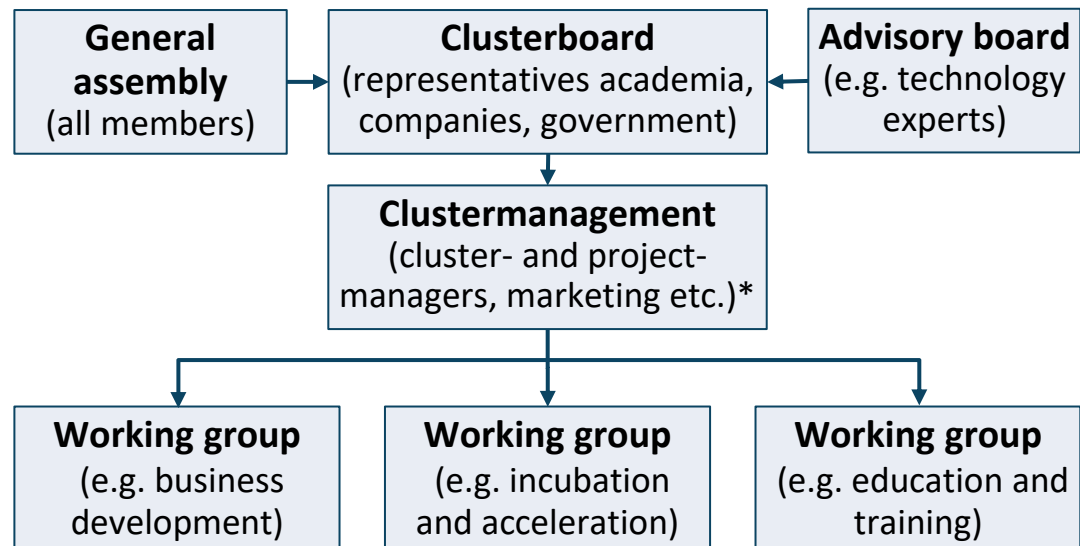 General
assembly
(all members)
Clusterboard
(representatives academia,
companies, government)
Advisory board
(e.g. technology
experts)
Clustermanagement
(cluster- and project-
managers, marketing etc.)*
Working group
(e.g. business
development)
Working group
(e.g. incubation
and acceleration)
Working group
(e.g. education and
training)